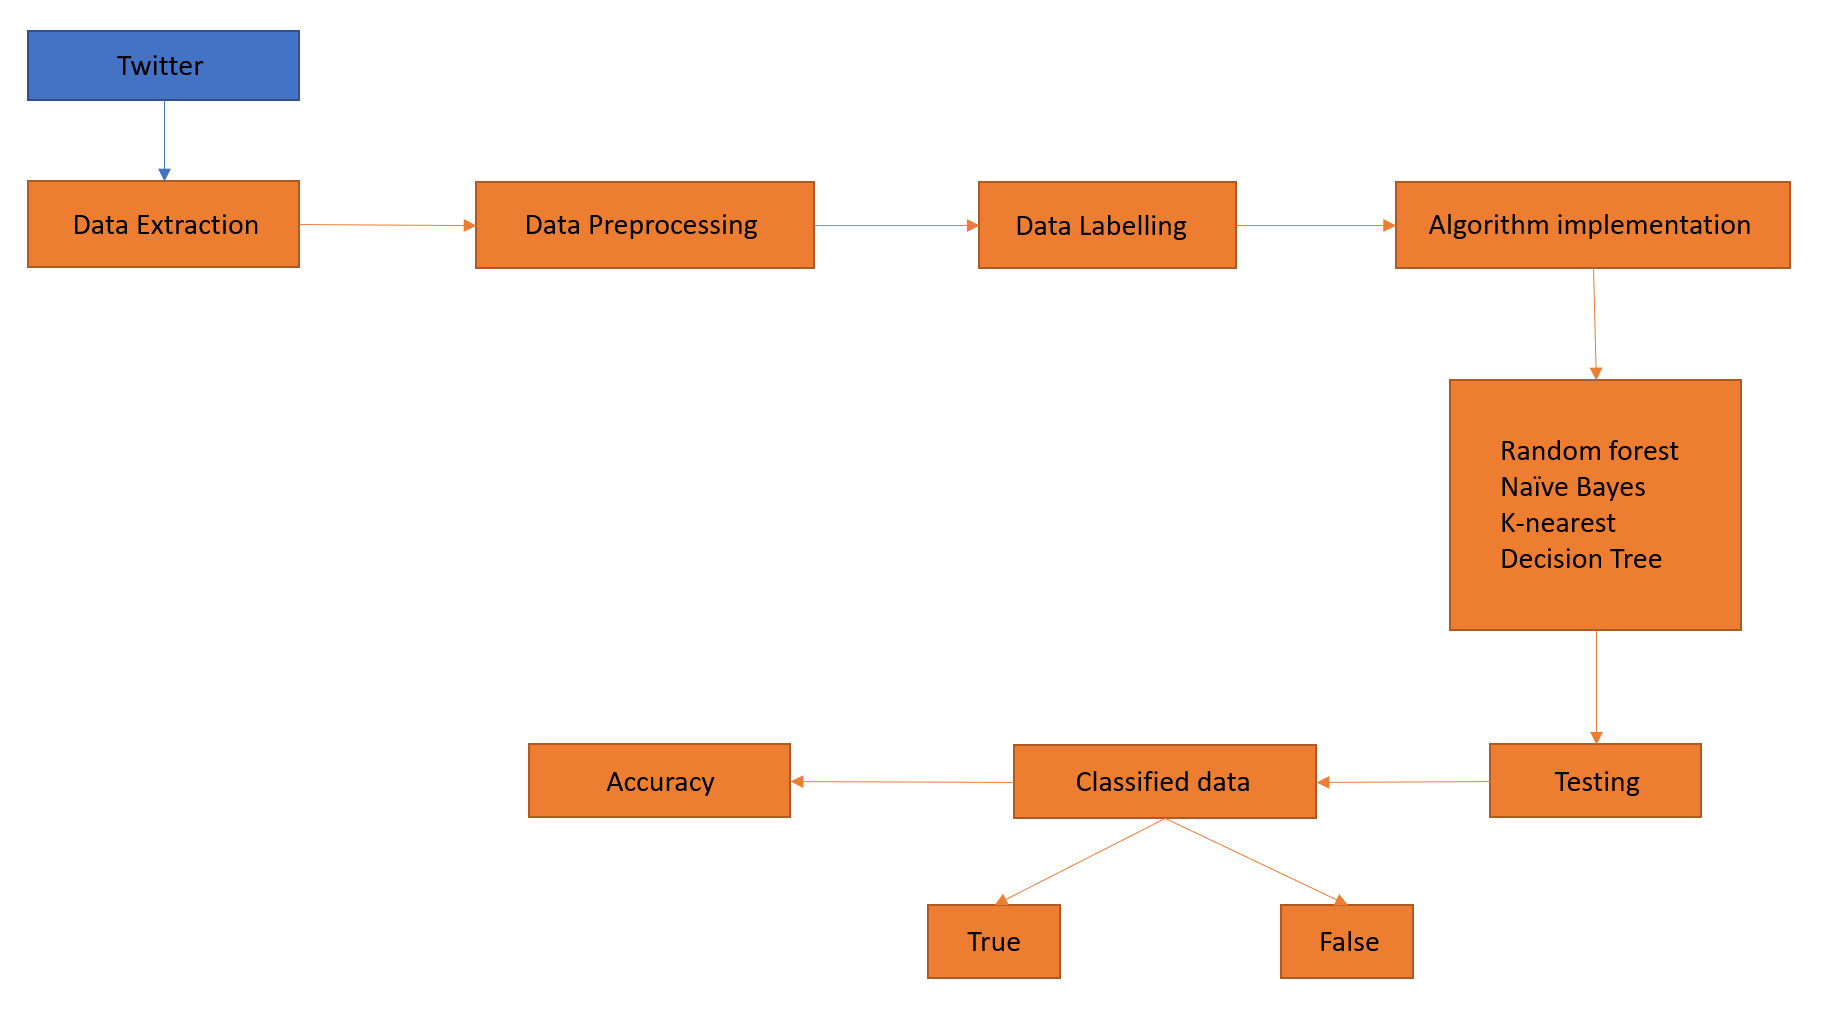 Twitter
Data Extraction
Data Preprocessing
Data Labelling
Algorithm implementation
Random forest
Naïve Bayes
K-nearest
Decision Tree
Accuracy
Classified data
Testing
True
False